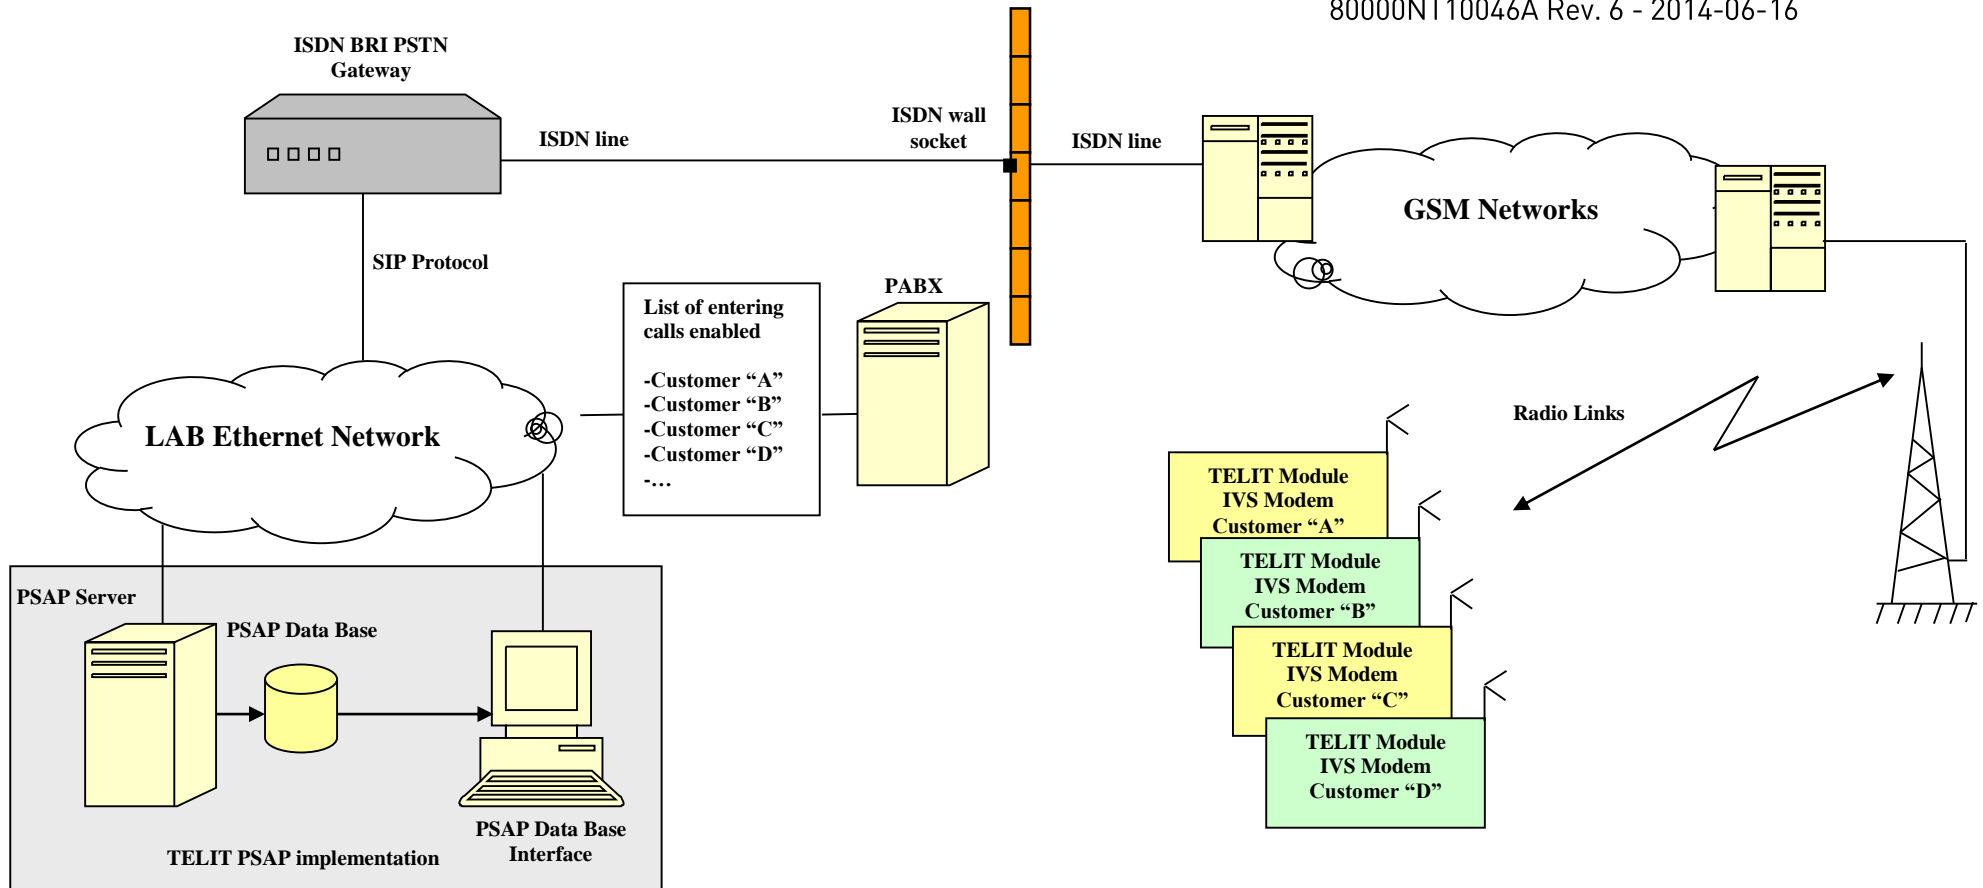 80000NT10046A Rev. 6 - 2014-06-16
ISDN BRI PSTN
Gateway
ISDN line
ISDN wall
socket
ISDN line
GSM Networks
SIP Protocol
PABX
List of entering
calls enabled
-Customer “A”
-Customer “B”
-Customer “C”
-Customer “D”
-…
LAB Ethernet Network
Radio Links
TELIT Module
IVS Modem
Customer “A”
TELIT Module
IVS Modem
Customer “B”
TELIT Module
IVS Modem
Customer “C”
TELIT Module
IVS Modem
Customer “D”
PSAP Server
PSAP Data Base
PSAP Data Base
Interface
TELIT PSAP implementation